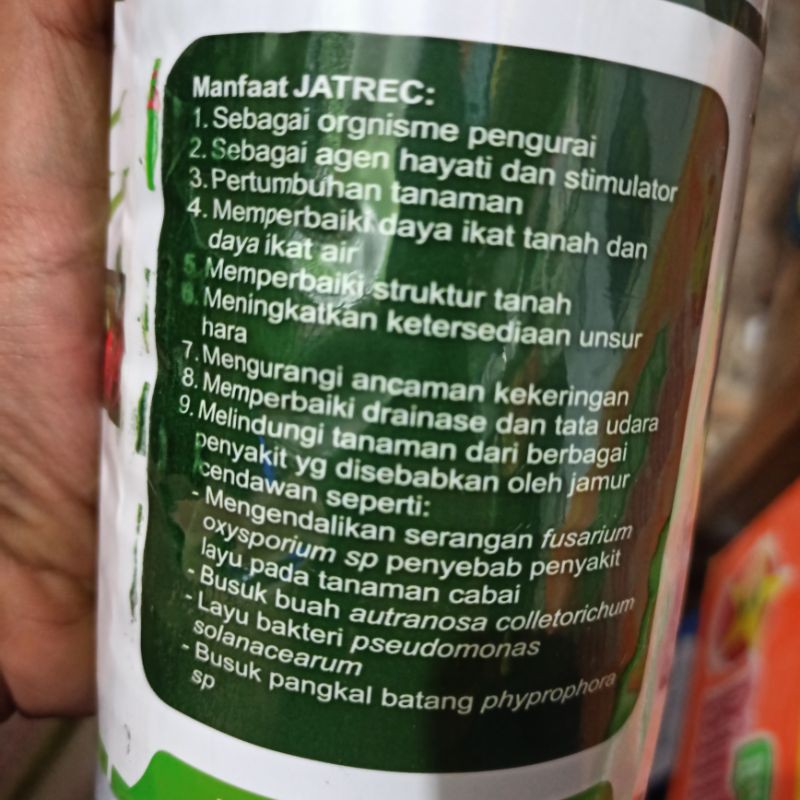 Manfaat JATREC:
1. Sebagai orgnisme pengurai
2. Sebagai agen hayati dan stimulator
3. Pertumbuhan tanaman
4. Memperbaiki daya ikat tanah dan
daya ikat air
5. Memperbaiki struktur tanah
6. Meningkatkan ketersediaan unsur
hara
7. Mengurangi ancaman kekeringan
8. Memperbaiki drainase dan tata udara
9. Melindungi tanaman dari berbagai
penyakit yg disebabkan oleh jamur
cendawan seperti:
- Mengendalikan serangan fusarium
oxysporium sp penyebab penyakit
layu pada tanaman cabai
- Busuk buah autranosa colletorichum
- Layu bakteri pseudomonas
solanacearum
- Busuk pangkal batang phyprophora
sp